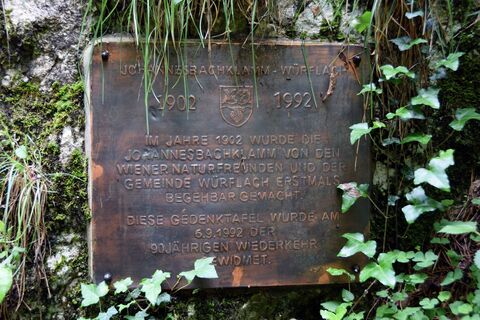 JOHANNESBACHKLAMM - WÜRFLACH
1902 1992
IM JAHRE 1902 WURDE DIE
JOHANNESBACHKLAMM VON DEN
WIENER NATURFREUNDEN UND DER
GEMEINDE WÜRFLACH ERSTMALS
BEGEHBAR GEMACHT.
DIESE GEDENKTAFEL WURDE AM
6.9.1992 DER
90JÄHRIGEN WIEDERKEHR
GEWIDMET.